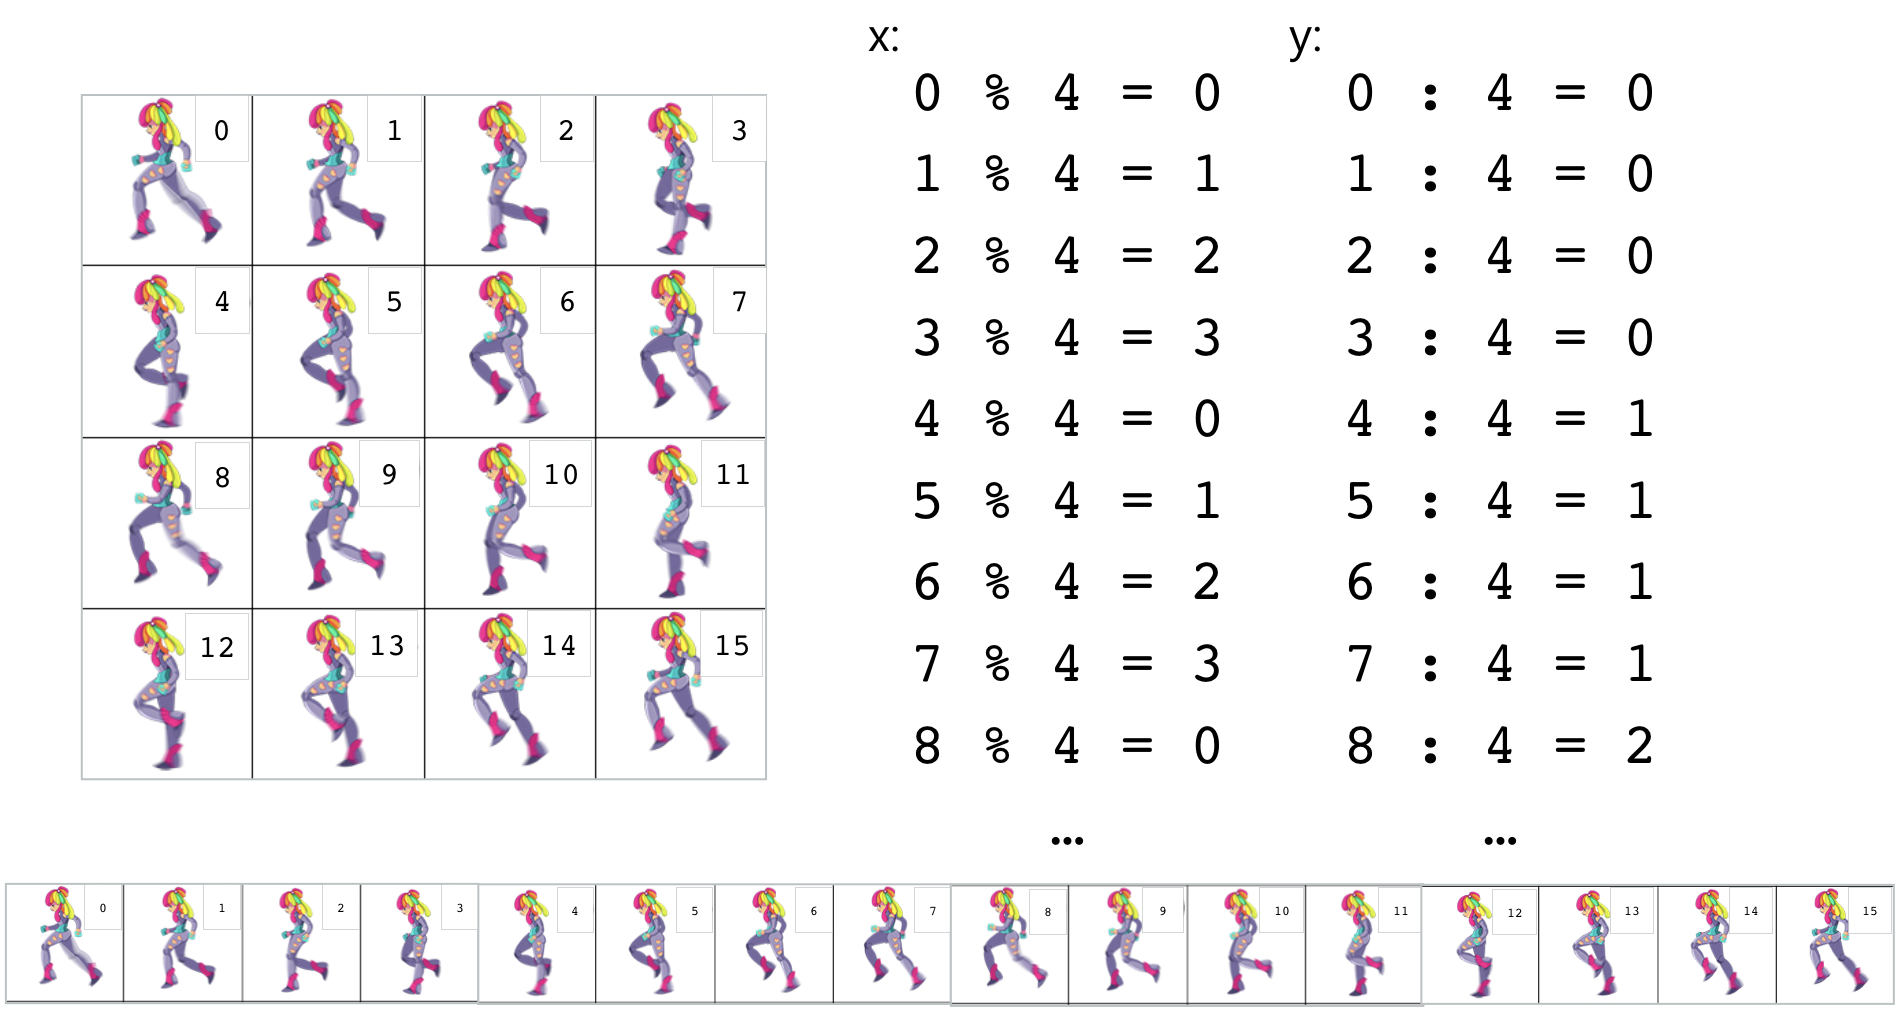 0 1 2 3
4 5 6 7
8 9 10 11
12 13 14 15
x:
0 % 4 = 0
1 % 4 = 1
2 % 4 = 2
3 % 4 = 3
4 % 4 = 0
5 % 4 = 1
6 % 4 = 2
7 % 4 = 3
8 % 4 = 0
...
y:
0 : 4 = 0
1 : 4 = 0
2 : 4 = 0
3 : 4 = 0
4 : 4 = 1
5 : 4 = 1
6 : 4 = 1
7 : 4 = 1
8 : 4 = 2
...
0 1 2 3 4 5 6 7 8 9 10 11 12 13 14 15